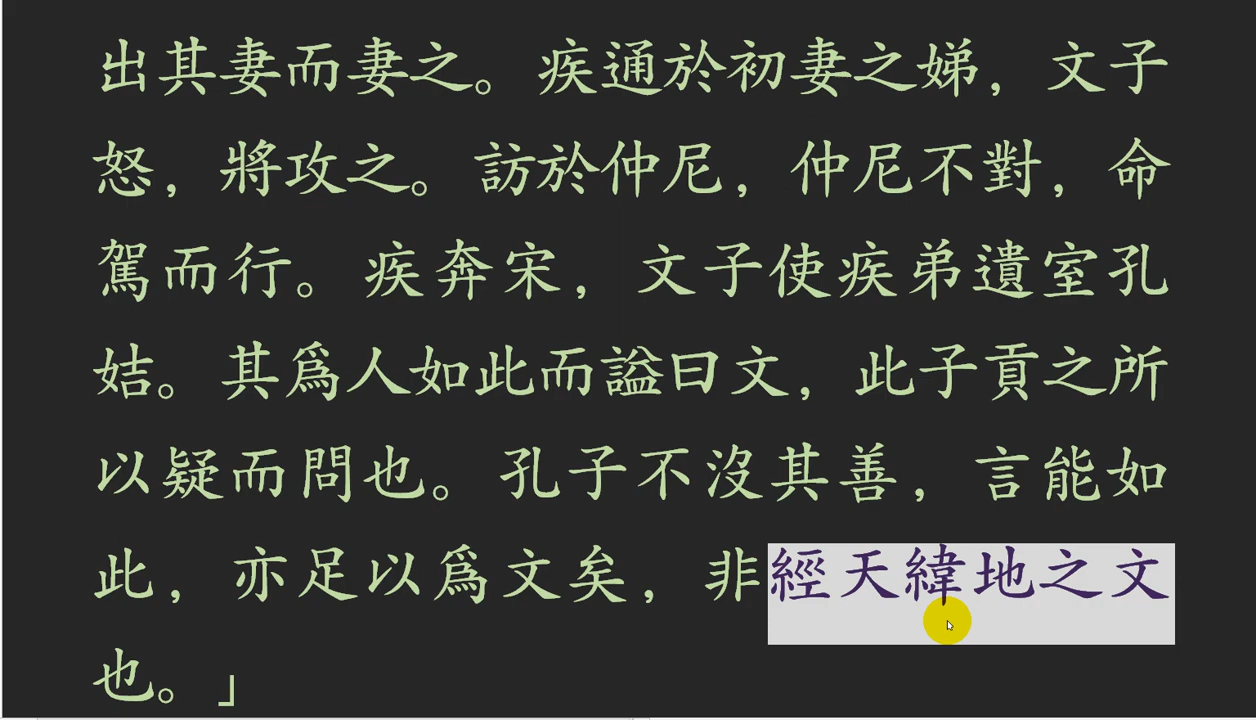 出其妻而妻之。疾通於初妻之娣，文子
怒，將攻之。訪於仲尼，仲尼不對，命
駕而行。疾奔宋，文子使疾弟遺室孔
姞。其爲人如此而謚曰文，此子貢之所
以疑而問也。孔子不沒其善，言能如
此，亦足以爲文矣，非經天緯地之文
也。」